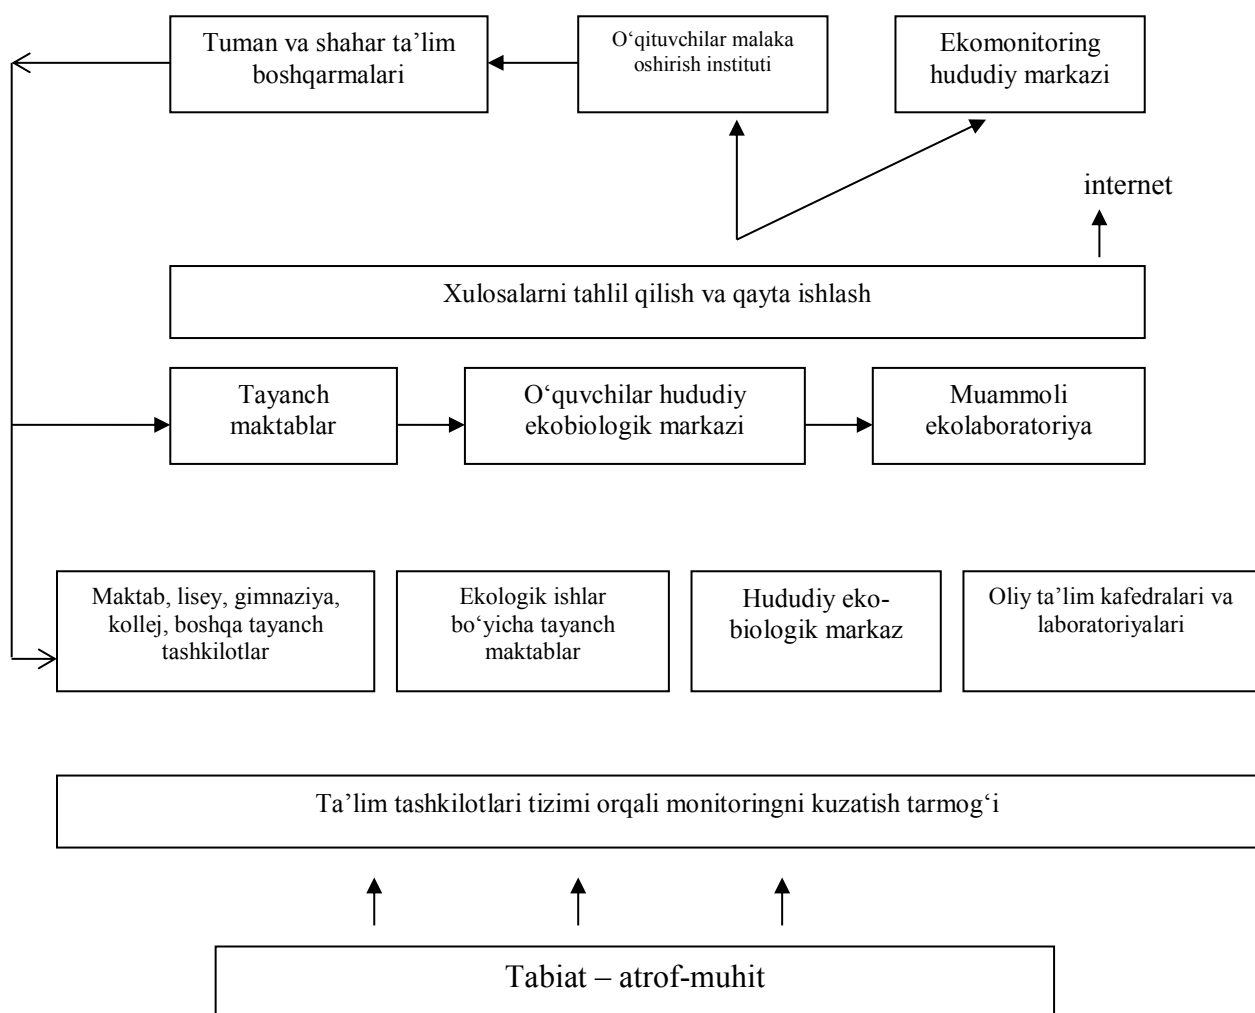 Tuman va shahar ta’lim
boshqarmalari
O‘qituvchilar malaka
oshirish instituti
Ekomonitoring
hududiy markazi
internet
Xulosalarni tahlil qilish va qayta ishlash
Tayanch
maktablar
O‘quvchilar hududiy
ekobiologik markazi
Muammoli
ekolaboratoriya
Maktab, lisey, gimnaziya,
kollej, boshqa tayanch
tashkilotlar
Ekologik ishlar
bo‘yicha tayanch
maktablar
Hududiy eko-
biologik markaz
Oliy ta’lim kafedralari va
laboratoriyalari
Ta’lim tashkilotlari tizimi orqali monitoringni kuzatish tarmog‘i
Tabiat – atrof-muhit